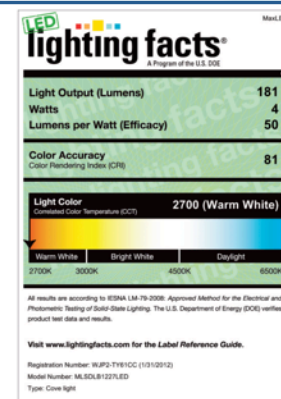 MaxLI
LED
lighting facts®
A Program of the U.S. DOE
Light Output (Lumens) 181
Watts 4
Lumens per Watt (Efficacy) 50
Color Accuracy 81
Color Rendering Index (CRI)
Light Color 2700 (Warm White)
Correlated Color Temperature (CCT)
Warm White Bright White Daylight
2700K 3000K 4500K 6500K
All results are according to IESNA LM-79-2008: Approved Method for the Electrical and
Photometric Testing of Solid-State Lighting. The U.S. Department of Energy (DOE) verifies
product test data and results.
Visit www.lightingfacts.com for the Label Reference Guide.
Registration Number: WJP2-TY61CC (1/31/2012)
Model Number: MLSDLB1227LED
Type: Cove light